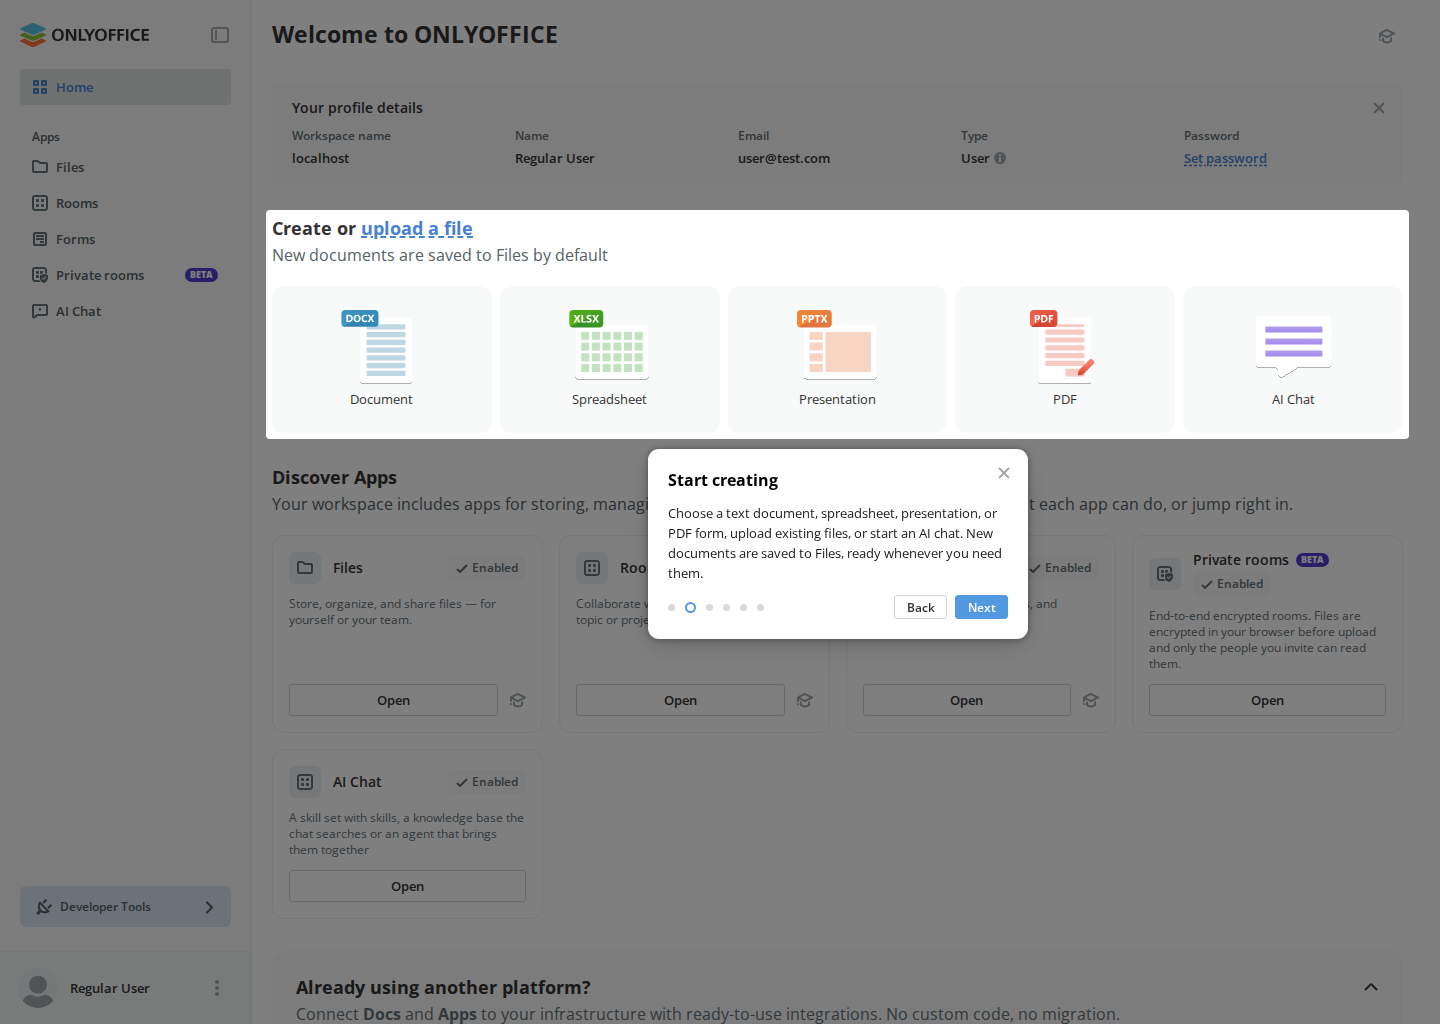 ONLYOFFICE
Welcome to ONLYOFFICE
Home
Apps
Files
Rooms
Forms
Private rooms BETA
AI Chat
Developer Tools
Regular User
Your profile details
Workspace name Name Email Type Password
localhost Regular User user@test.com User Set password
Create or upload a file
New documents are saved to Files by default
DOCX XLSX PPTX PDF
Document Spreadsheet Presentation PDF AI Chat
Start creating
Choose a text document, spreadsheet, presentation, or
PDF form, upload existing files, or start an AI chat. New
documents are saved to Files, ready whenever you need
them.
Back Next
Discover Apps
Your workspace includes apps for storing, each app can do, or jump right in.
Files Enabled
Store, organize, and share files — for
yourself or your team.
Open
Enabled
Collaborate
topic or
Open
and
Open
Private rooms BETA
Enabled
End-to-end encrypted rooms. Files are
encrypted in your browser before upload
and only the people you invite can read
them.
Open
AI Chat Enabled
A skill set with skills, a knowledge base the
chat searches or an agent that brings
them together
Open
Already using another platform?
Connect Docs and Apps to your infrastructure with ready-to-use integrations. No custom code, no migration.